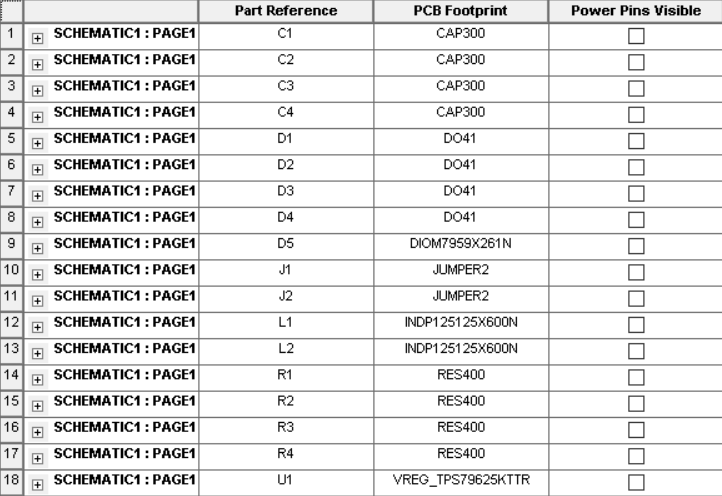 Part Reference PCB Footprint Power Pins Visible
1 SCHEMATIC1 : PAGE1 C1 CAP300
2 SCHEMATIC1 : PAGE1 C2 CAP300
3 SCHEMATIC1 : PAGE1 C3 CAP300
4 SCHEMATIC1 : PAGE1 C4 CAP300
5 SCHEMATIC1 : PAGE1 D1 DO41
6 SCHEMATIC1 : PAGE1 D2 DO41
7 SCHEMATIC1 : PAGE1 D3 DO41
8 SCHEMATIC1 : PAGE1 D4 DO41
9 SCHEMATIC1 : PAGE1 D5 DIOM7959X261N
10 SCHEMATIC1 : PAGE1 J1 JUMPER2
11 SCHEMATIC1 : PAGE1 J2 JUMPER2
12 SCHEMATIC1 : PAGE1 L1 INDP125125X600N
13 SCHEMATIC1 : PAGE1 L2 INDP125125X600N
14 SCHEMATIC1 : PAGE1 R1 RES400
15 SCHEMATIC1 : PAGE1 R2 RES400
16 SCHEMATIC1 : PAGE1 R3 RES400
17 SCHEMATIC1 : PAGE1 R4 RES400
18 SCHEMATIC1 : PAGE1 U1 VREG_TPS79625KTTR